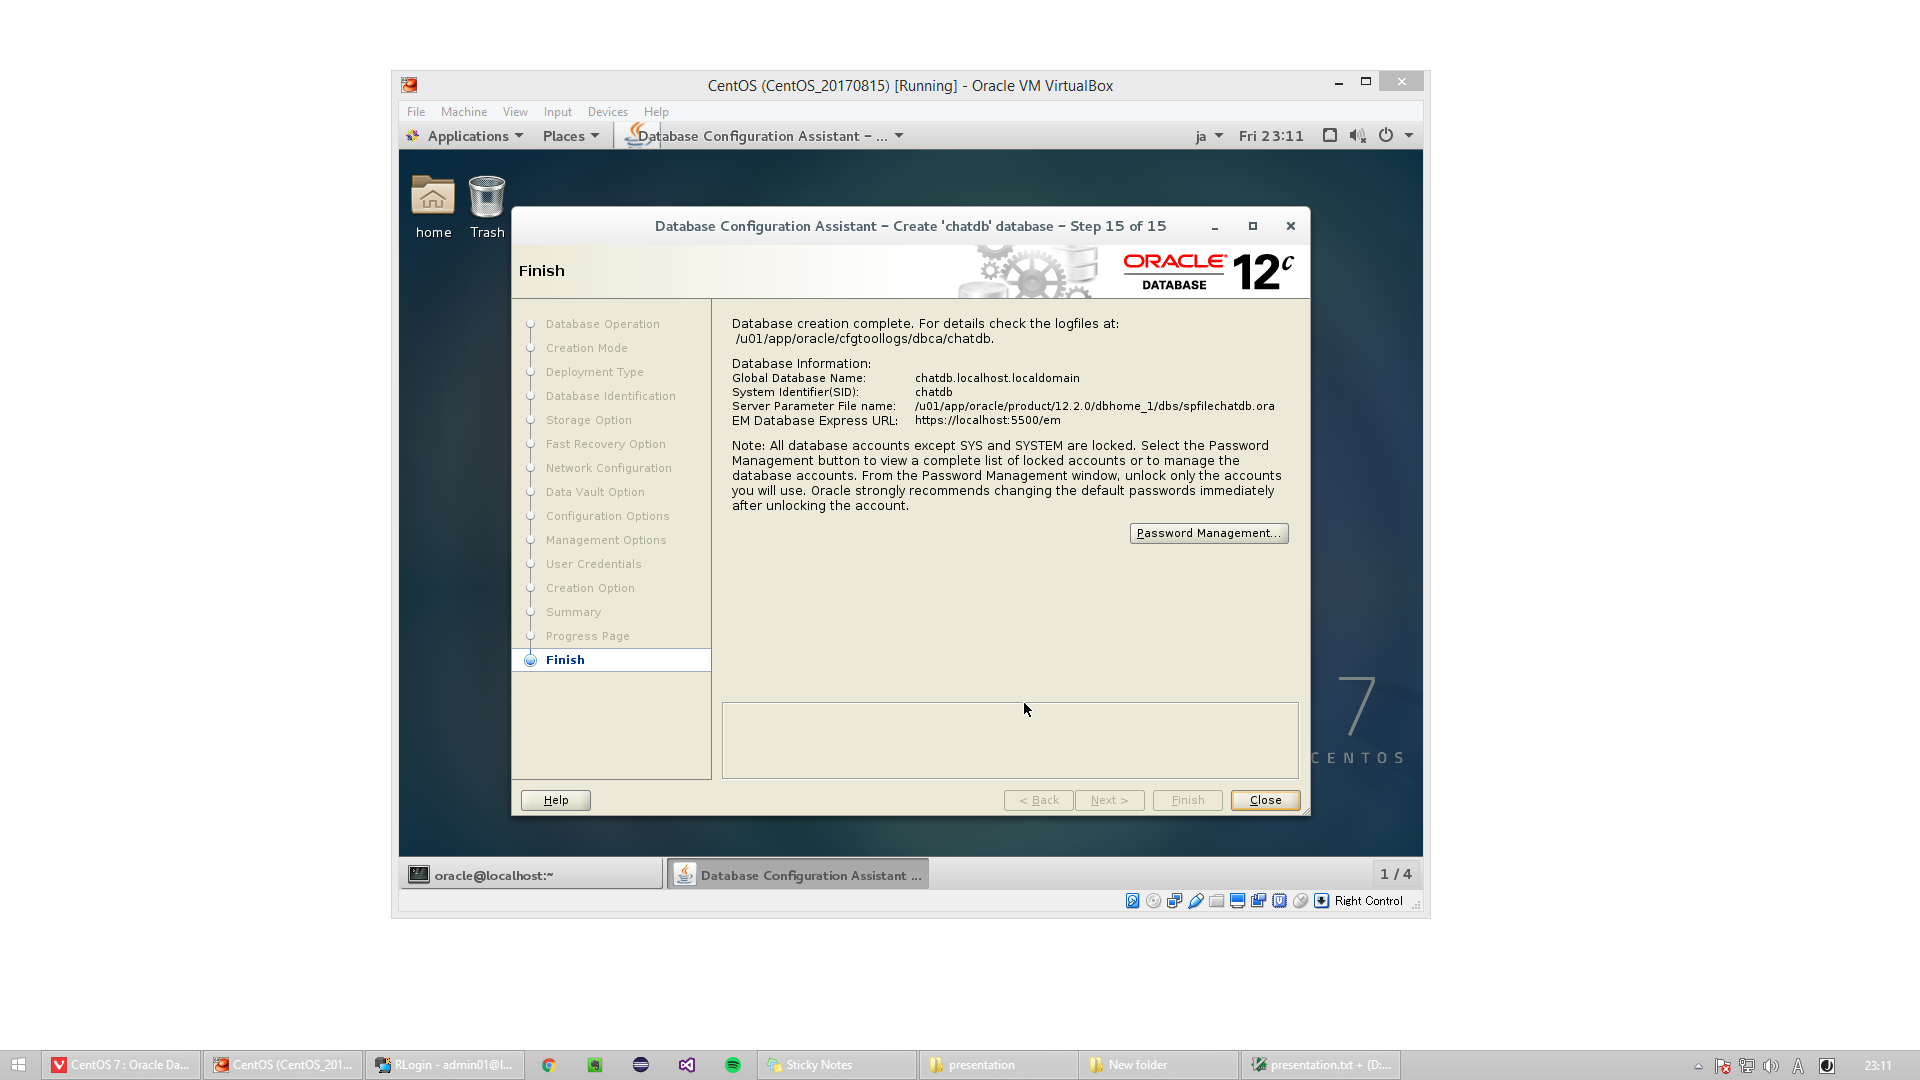 CentOS (CentOS_20170815) [Running] - Oracle VM VirtualBox
File Machine View Input Devices Help
Applications Places Database Configuration Assistant – ... ja Fri 23:11
home Trash
Database Configuration Assistant – Create 'chatdb' database – Step 15 of 15
Finish
ORACLE DATABASE 12c
Database Operation
Creation Mode
Deployment Type
Database Identification
Storage Option
Fast Recovery Option
Network Configuration
Data Vault Option
Configuration Options
Management Options
User Credentials
Creation Option
Summary
Progress Page
Finish
Database creation complete. For details check the logfiles at:
/u01/app/oracle/cfgtoollogs/dbca/chatdb.
Database Information:
Global Database Name: chatdb.localhost.localdomain
System Identifier(SID): chatdb
Server Parameter File name: /u01/app/oracle/product/12.2.0/dbhome_1/dbs/spfilechatdb.ora
EM Database Express URL: https://localhost:5500/em
Note: All database accounts except SYS and SYSTEM are locked. Select the Password
Management button to view a complete list of locked accounts or to manage the
database accounts. From the Password Management window, unlock only the accounts
you will use. Oracle strongly recommends changing the default passwords immediately
after unlocking the account.
Password Management...
7
CENTOS
Help < Back Next > Finish Close
oracle@localhost:~ Database Configuration Assistant ... 1 / 4
Right Control
CentOS 7 : Oracle Da... CentOS (CentOS_201... RLogin - admin01@l... Sticky Notes presentation New folder presentation.txt + (D:... A 23:11